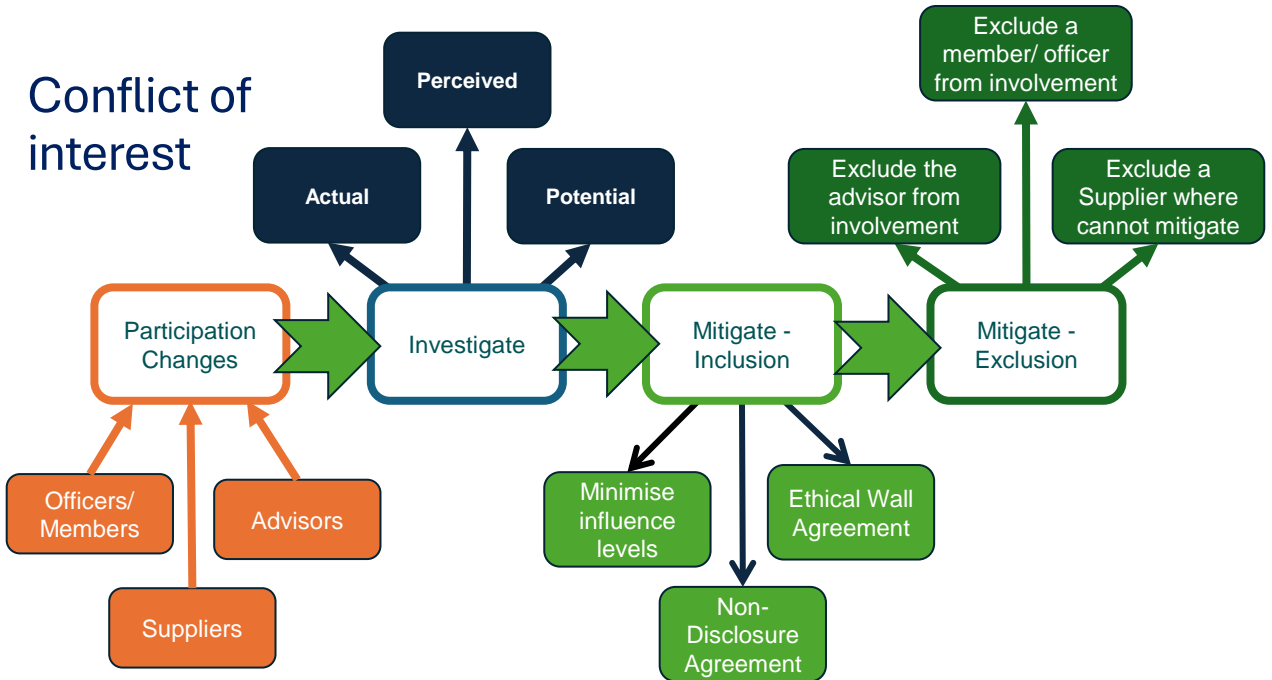 Conflict of
interest
Perceived
Actual
Potential
Exclude a
member/ officer
from involvement
Exclude the
advisor from
involvement
Exclude a
Supplier where
cannot mitigate
Participation
Changes
Investigate
Mitigate -
Inclusion
Mitigate -
Exclusion
Officers/
Members
Advisors
Suppliers
Minimise
influence
levels
Ethical Wall
Agreement
Non-
Disclosure
Agreement